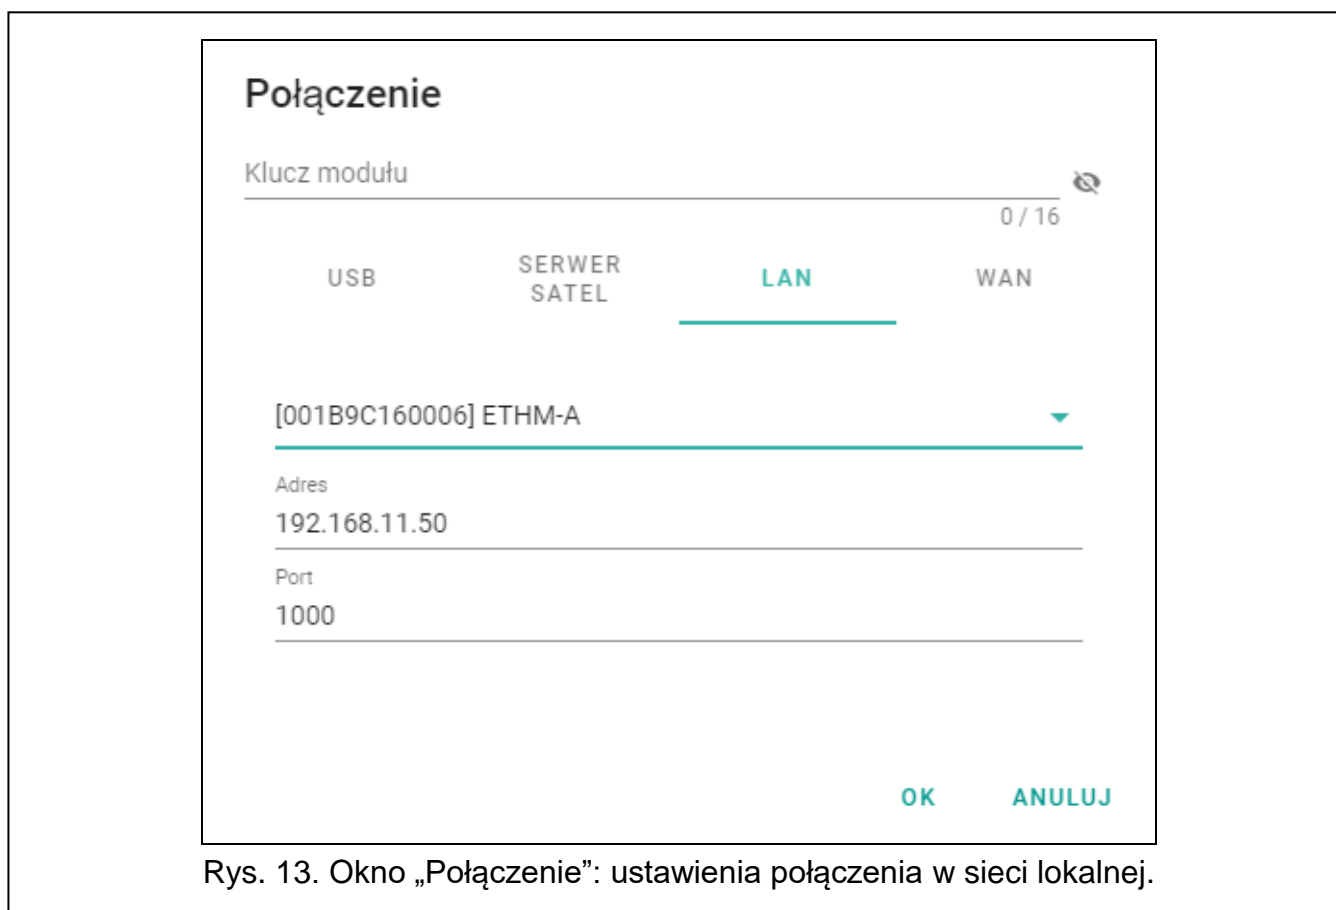 Połączenie
Klucz modułu
0 / 16
USB
SERWER
SATEL
LAN
WAN
[001B9C160006] ETHM-A
Adres
192.168.11.50
Port
1000
OK
ANULUJ
Rys. 13. Okno „Połączenie”: ustawienia połączenia w sieci lokalnej.